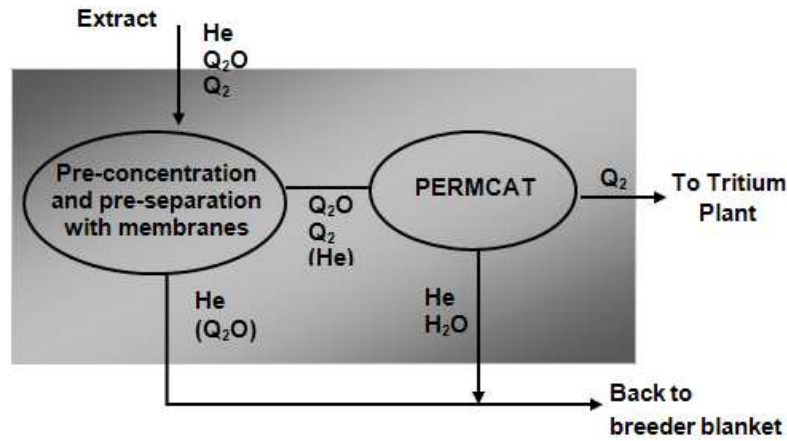 Extract
He
Q₂O
Q₂
Pre-concentration
and pre-separation
with membranes
Q₂O
Q₂
(He)
PERMCAT
Q₂
To Tritium
Plant
He
(Q₂O)
He
H₂O
Back to
breeder blanket